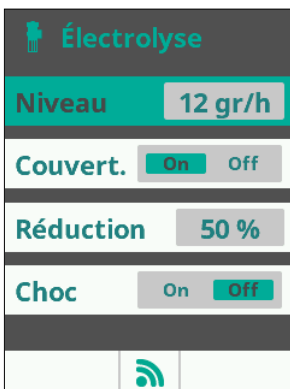 Électrolyse
Niveau 12 gr/h
Couvert. On Off
Réduction 50 %
Choc On Off